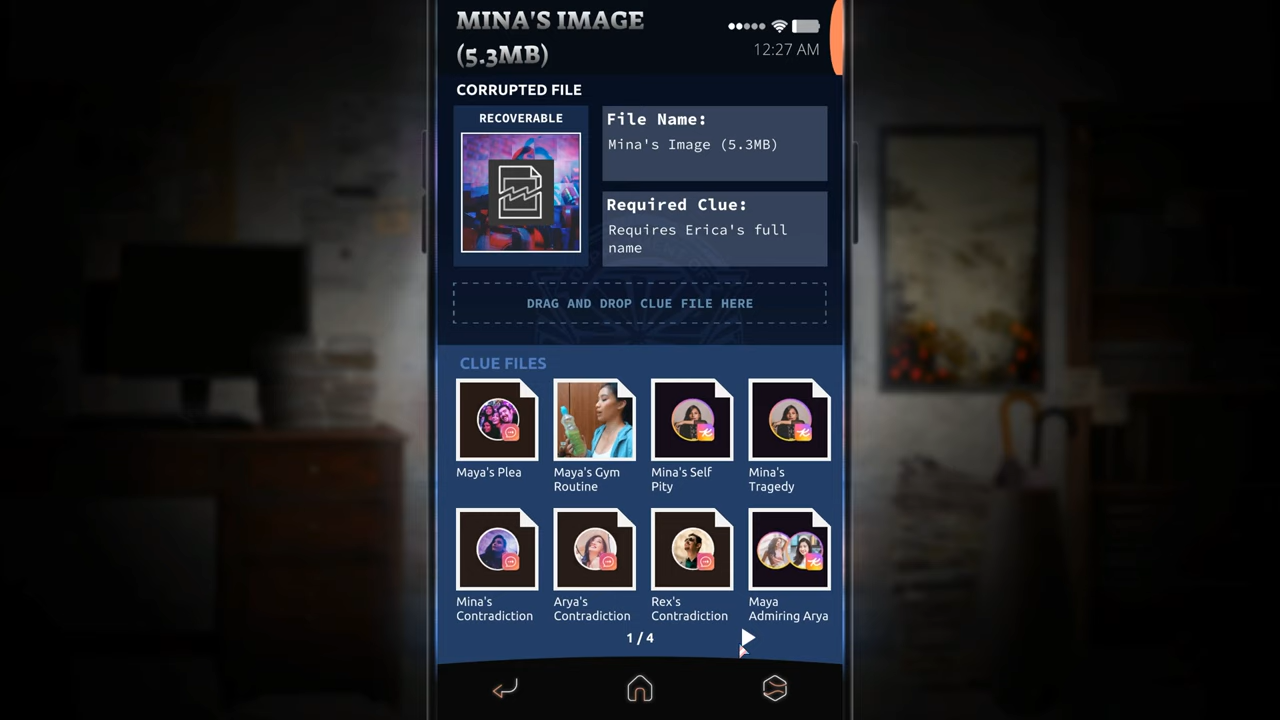 MINA'S IMAGE
(5.3MB)
12:27 AM
CORRUPTED FILE
RECOVERABLE
File Name:
Mina's Image (5.3MB)
Required Clue:
Requires Erica's full
name
DRAG AND DROP CLUE FILE HERE
CLUE FILES
Maya's Plea
Maya's Gym
Routine
Mina's Self
Pity
Mina's
Tragedy
Mina's
Contradiction
Arya's
Contradiction
Rex's
Contradiction
Maya
Admiring Arya
1 / 4